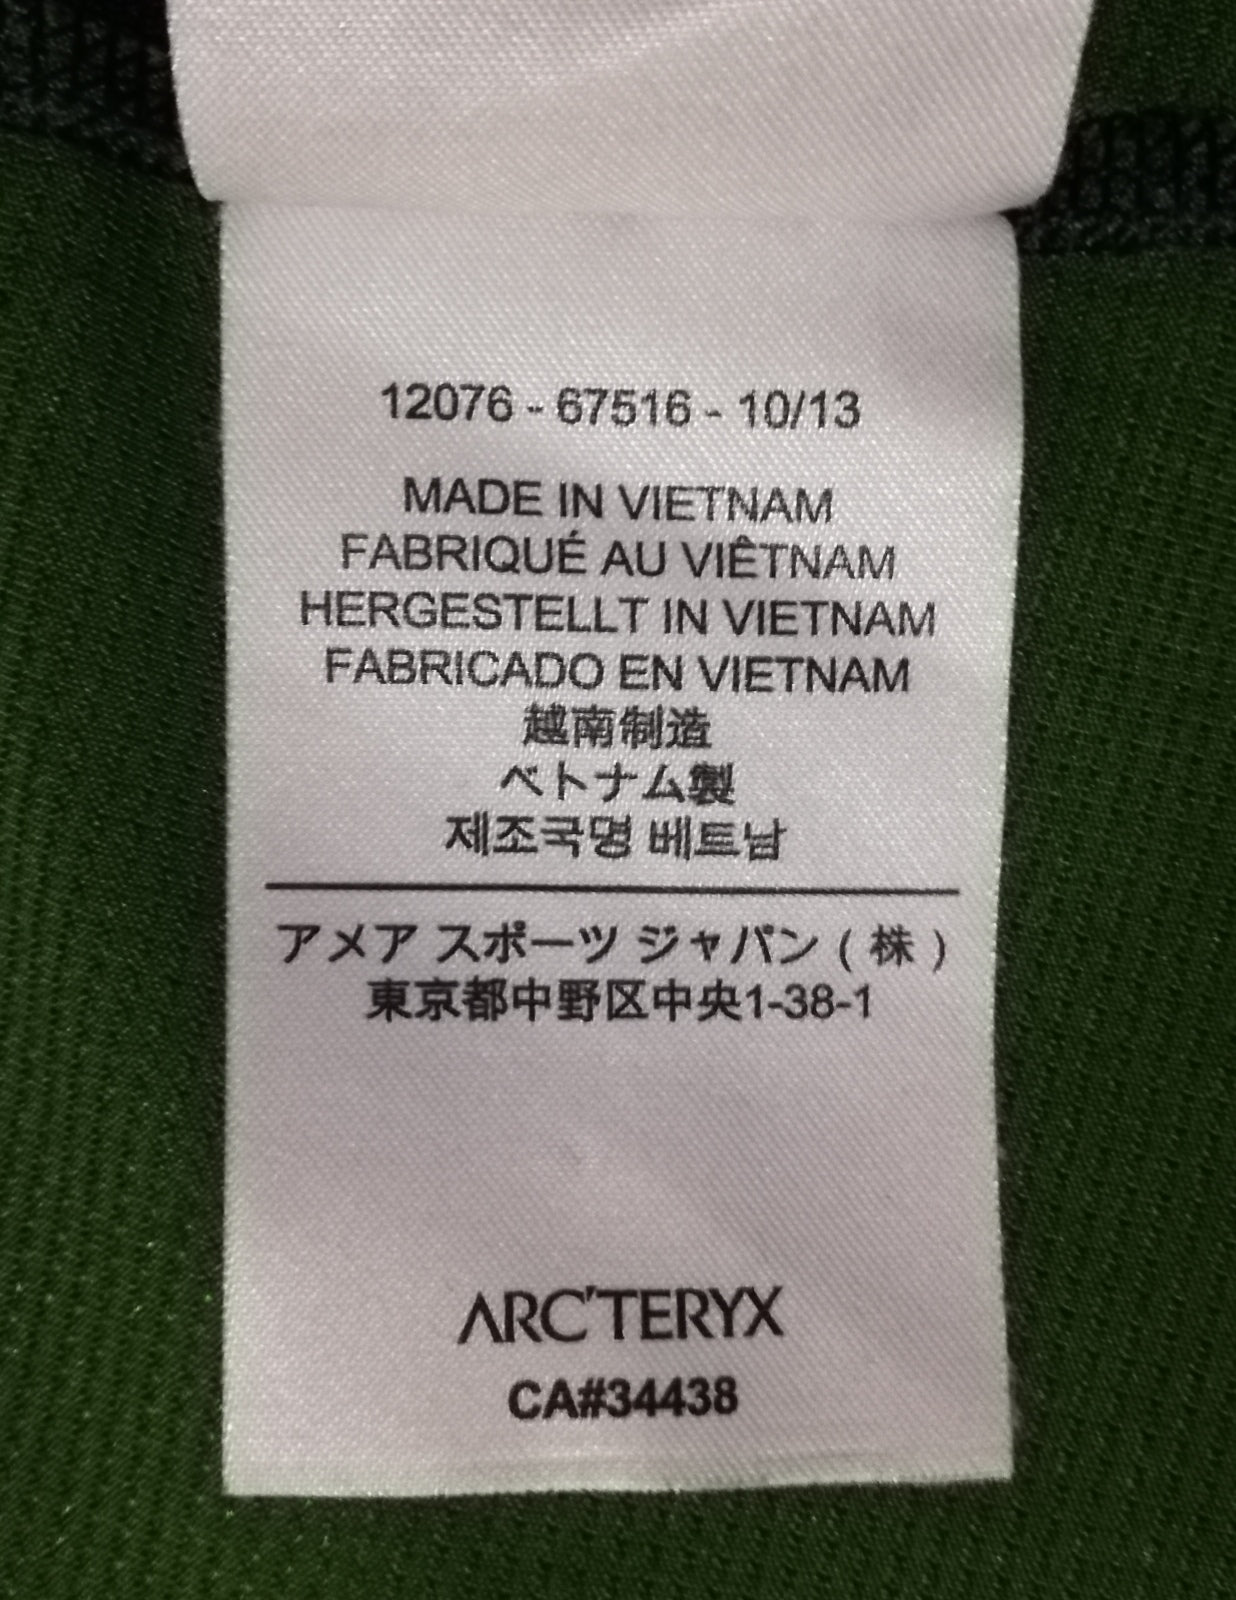 12076 - 67516 - 10/13
MADE IN VIETNAM
FABRIQUÉ AU VIÊTNAM
HERGESTELLT IN VIETNAM
FABRICADO EN VIETNAM
越南制造
ベトナム製
제조국명 베트남
アメア スポーツ ジャパン ( 株 )
東京都中野区中央1-38-1
ARC'TERYX
CA#34438